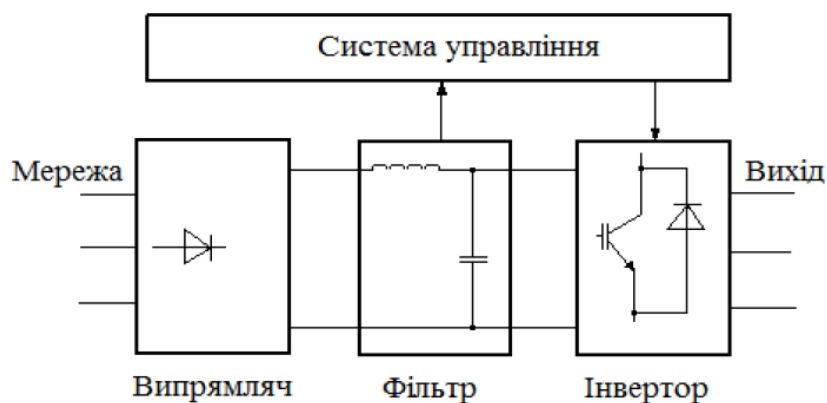 Система управління
Мережа
Вихід
Випрямляч
Фільтр
Інвертор